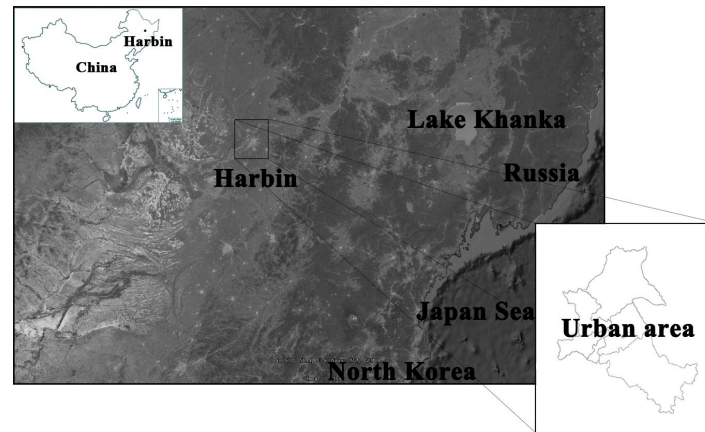 Harbin
China
Lake Khanka
Harbin
Russia
Japan Sea
Urban area
North Korea